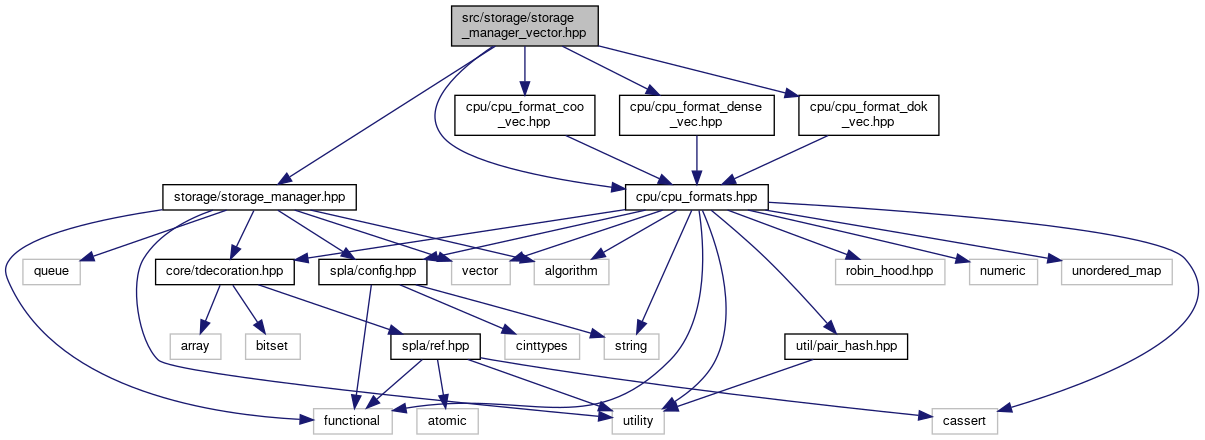 src/storage/storage
_manager_vector.hpp
cpu/cpu_format_coo
_vec.hpp
cpu/cpu_format_dense
_vec.hpp
cpu/cpu_format_dok
_vec.hpp
storage/storage_manager.hpp
cpu/cpu_formats.hpp
queue
core/tdecoration.hpp
spla/config.hpp
vector
algorithm
robin_hood.hpp
numeric
unordered_map
array
bitset
spla/ref.hpp
cinttypes
string
util/pair_hash.hpp
functional
atomic
utility
cassert